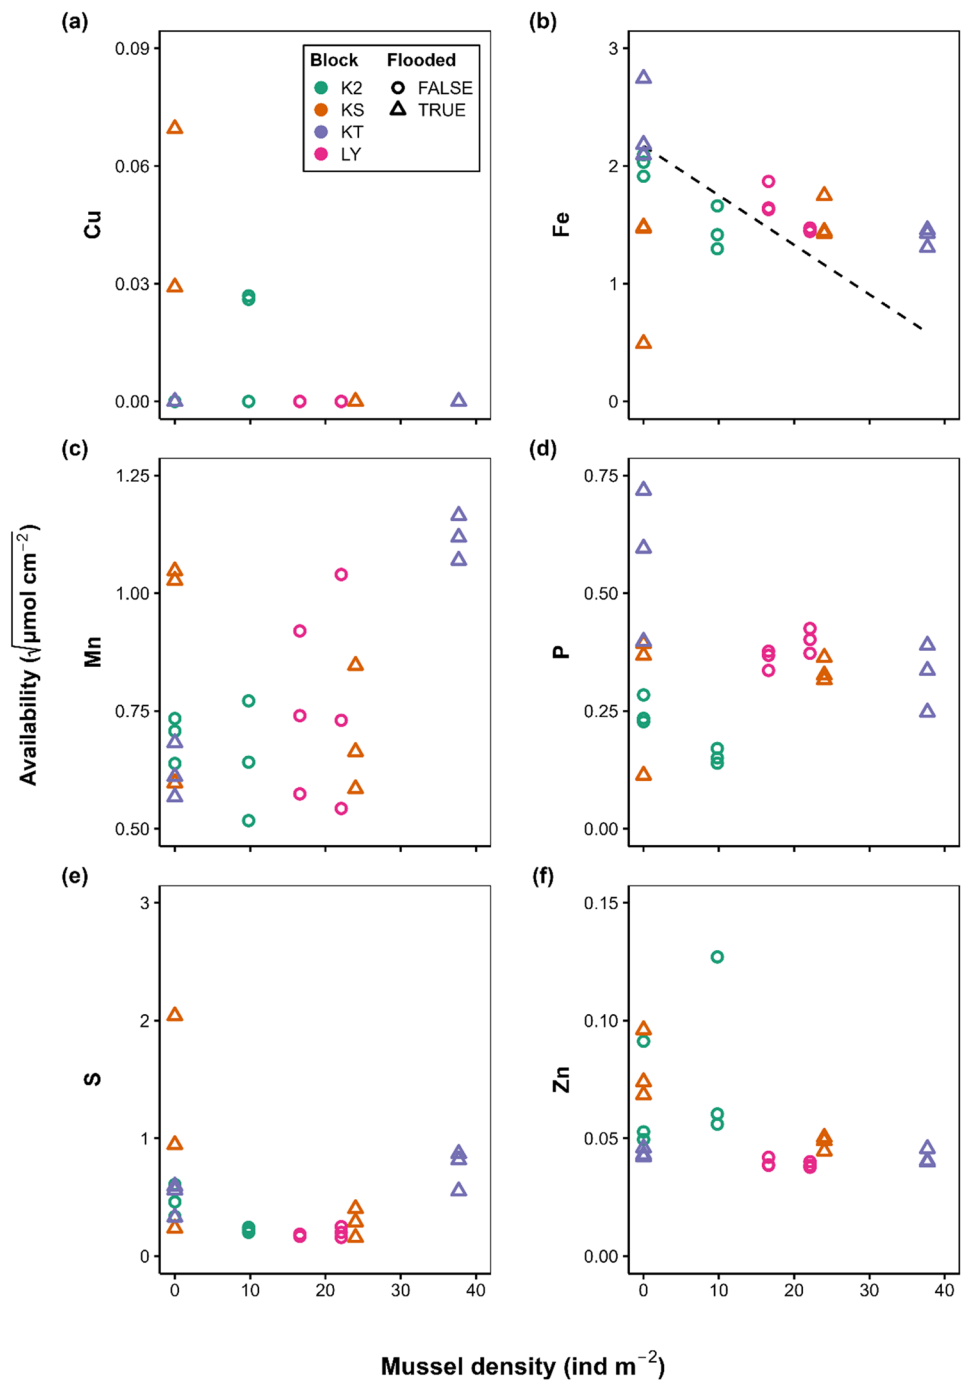 (a)
(b)
Cu
0.09
0.06
0.03
0.00
Block
Flooded
K2
FALSE
KS
TRUE
KT
LY
Fe
3
2
1
0
(c)
(d)
Mn
1.25
1.00
0.75
0.50
P
0.75
0.50
0.25
0.00
Availability (√µmol cm⁻²)
(e)
(f)
S
3
2
1
0
0 10 20 30 40
Zn
0.15
0.10
0.05
0.00
0 10 20 30 40
Mussel density (ind m⁻²)